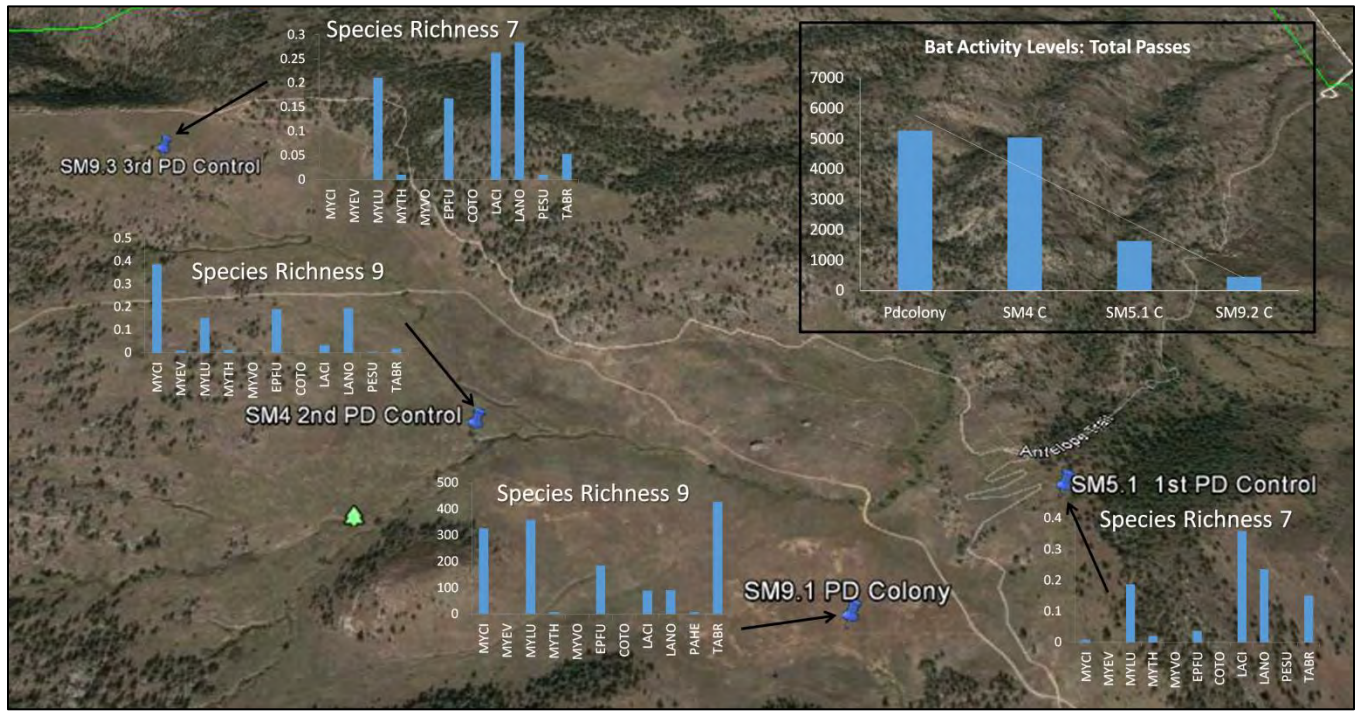 Species Richness 7
0.3
0.25
0.2
0.15
0.1
0.05
0
MYCI MYEV MYLU MYTH MYVO EPFU COTO LACI LANO PESU TABR
SM9.3 3rd PD Control
Bat Activity Levels: Total Passes
7000
6000
5000
4000
3000
2000
1000
0
Pdcolony SM4 C SM5.1 C SM9.2 C
Species Richness 9
0.5
0.4
0.3
0.2
0.1
0
MYCI MYEV MYLU MYTH MYVO EPFU COTO LACI LANO PESU TABR
SM4 2nd PD Control
Antelope Trail
SM5.1 1st PD Control
Species Richness 7
0.4
0.3
0.2
0.1
0
MYCI MYEV MYLU MYTH MYVO EPFU COTO LACI LANO PESU TABR
Species Richness 9
500
400
300
200
100
0
MYCI MYEV MYLU MYTH MYVO EPFU COTO LACI LANO PAHE TABR
SM9.1 PD Colony